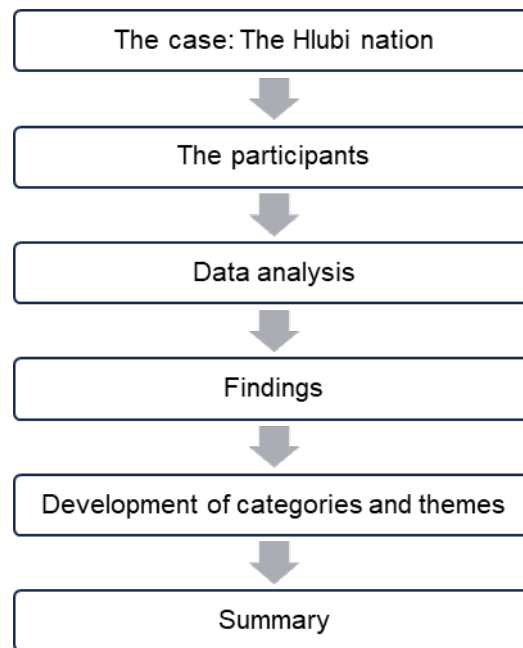 The case: The Hlubi nation
The participants
Data analysis
Findings
Development of categories and themes
Summary